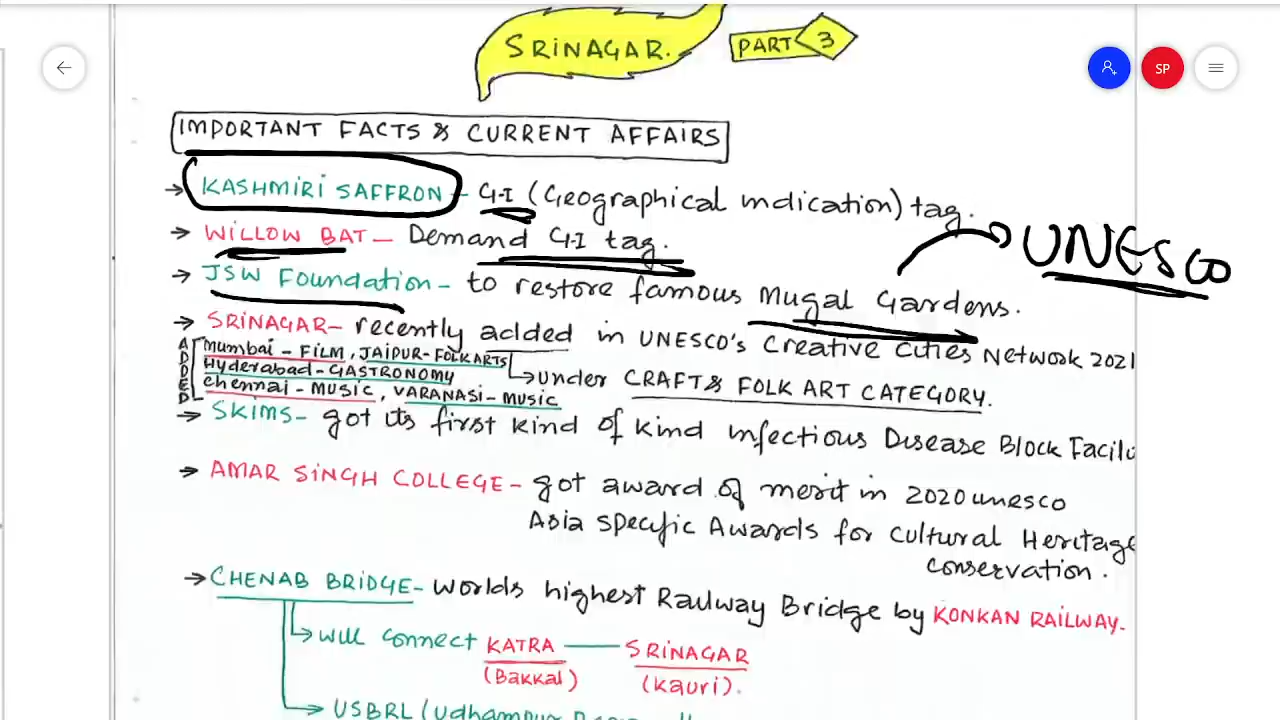 SRINAGAR.
PART 3
SP
IMPORTANT FACTS & CURRENT AFFAIRS
→ KASHMIRI SAFFRON - G.I (Geographical indication) tag.
→ WILLOW BAT - Demand G.I tag.
UNESCO
→ JSW Foundation - to restore famous Mugal Gardens.
→ SRINAGAR - recently added in UNESCO's Creative Cities Network 2021
ADDED
Mumbai - FILM, JAIPUR - FOLK ARTS
Hyderabad - GASTRONOMY
Chennai - MUSIC, VARANASI - MUSIC
→ under CRAFT & FOLK ART CATEGORY.
→ SKIMS - got its first kind of kind infectious Disease Block Facili
→ AMAR SINGH COLLEGE - got award of merit in 2020 unesco
Asia specific Awards for cultural Heritage
conservation.
→ CHENAB BRIDGE - worlds highest Railway Bridge by KONKAN RAILWAY.
→ will connect KATRA — SRINAGAR
(Bakkal) (kauri).
→ USBRL (Udhampur